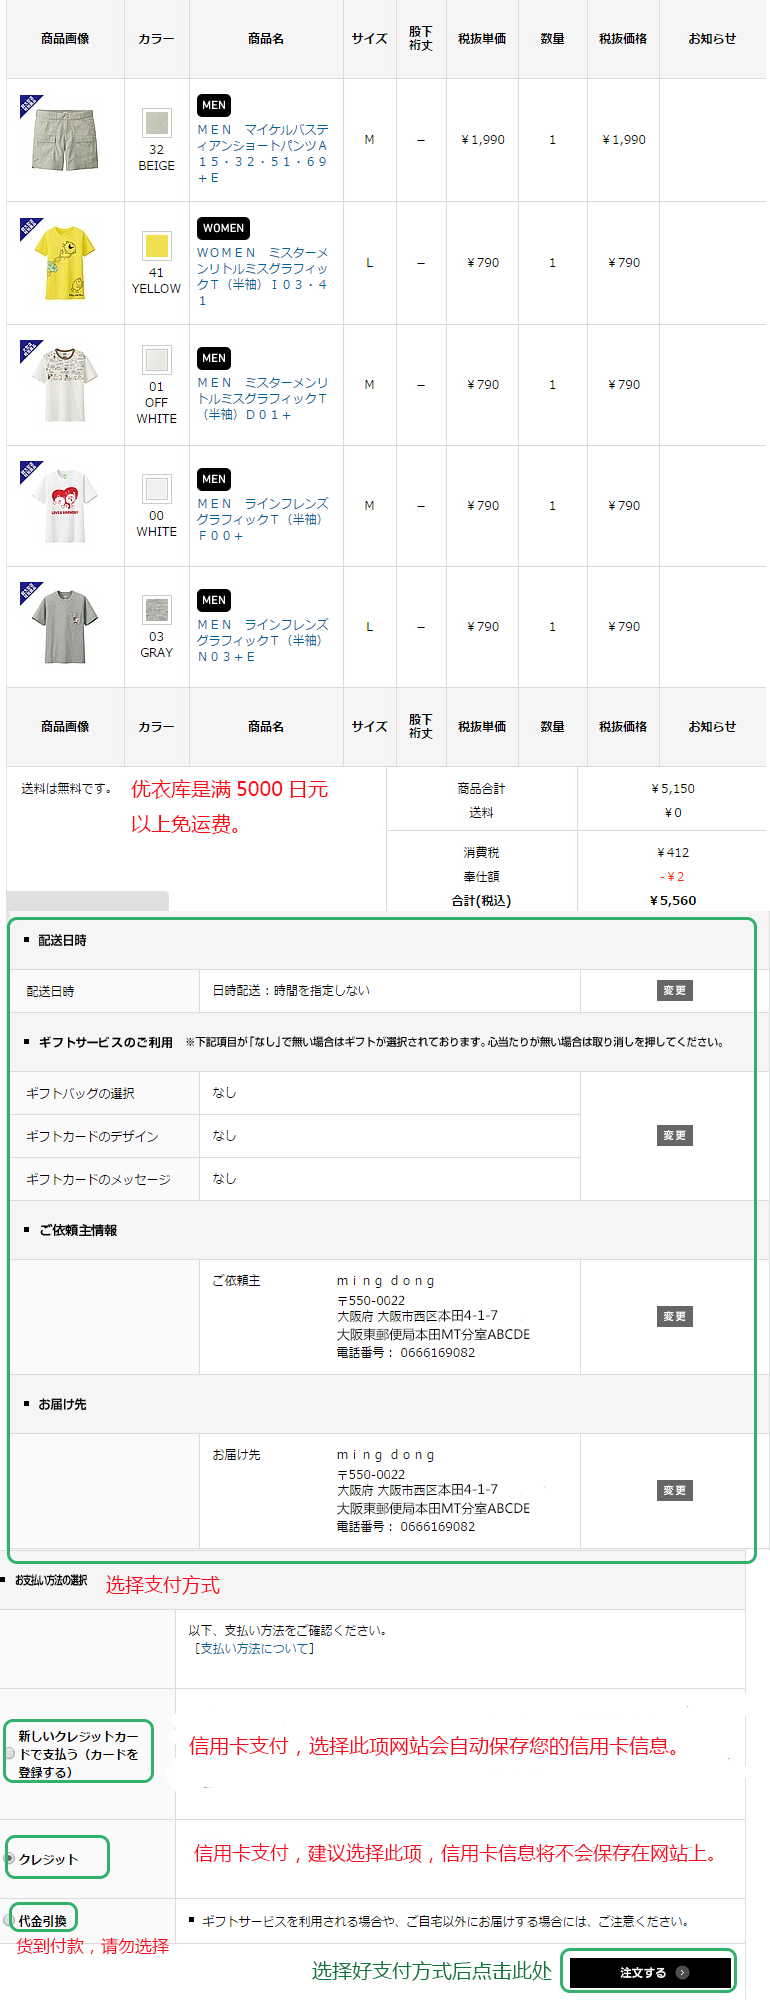 商品画像 カラー 商品名 サイズ 股下 裄丈 税抜単価 数量 税抜価格 お知らせ
MEN
32
BEIGE
ＭＥＮ　マイケルバスティ
アンショートパンツＡ
１５・３２・５１・６９
＋Ｅ
M – ￥1,990 1 ￥1,990
WOMEN
41
YELLOW
ＷＯＭＥＮ　ミスターメ
ンリトルミスグラフィッ
クＴ（半袖）Ｉ０３・４
１
L – ￥790 1 ￥790
MEN
01
OFF
WHITE
ＭＥＮ　ミスターメンリ
トルミスグラフィックＴ
（半袖）Ｄ０１＋
M – ￥790 1 ￥790
MEN
00
WHITE
ＭＥＮ　ラインフレンズ
グラフィックＴ（半袖）
Ｆ００＋
M – ￥790 1 ￥790
MEN
03
GRAY
ＭＥＮ　ラインフレンズ
グラフィックＴ（半袖）
Ｎ０３＋Ｅ
L – ￥790 1 ￥790
商品画像 カラー 商品名 サイズ 股下 裄丈 税抜単価 数量 税抜価格 お知らせ
送料は無料です。
优衣库是满 5000 日元
以上免运费。
商品合計 ￥5,150
送料 ￥0
消費税 ￥412
奉仕額 -￥2
合計(税込) ￥5,560
配送日時
配送日時 日時配送：時間を指定しない 変更
ギフトサービスのご利用 ※下記項目が「なし」で無い場合はギフトが選択されております。心当たりが無い場合は取り消しを押してください。
ギフトバッグの選択 なし
ギフトカードのデザイン なし 変更
ギフトカードのメッセージ なし
ご依頼主情報
ご依頼主 ｍｉｎｇ ｄｏｎｇ
〒550-0022
大阪府 大阪市西区本田4-1-7
大阪東郵便局本田MT分室ABCDE
電話番号： 0666169082
変更
お届け先
お届け先 ｍｉｎｇ ｄｏｎｇ
〒550-0022
大阪府 大阪市西区本田4-1-7
大阪東郵便局本田MT分室ABCDE
電話番号： 0666169082
変更
お支払い方法の選択 选择支付方式
以下、支払い方法をご確認ください。
［支払い方法について］
新しいクレジットカー
ドで支払う（カードを
登録する）
信用卡支付，选择此项网站会自动保存您的信用卡信息。
クレジット
信用卡支付，建议选择此项，信用卡信息将不会保存在网站上。
代金引換
ギフトサービスを利用される場合や、ご自宅以外にお届けする場合には、ご注意ください。
货到付款，请勿选择
选择好支付方式后点击此处 注文する